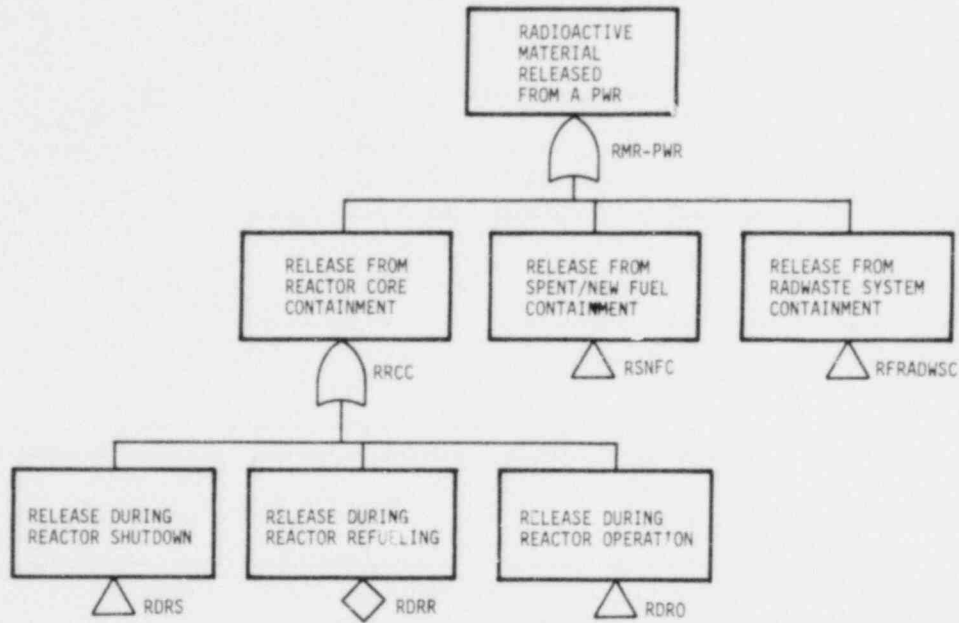 RADIOACTIVE
MATERIAL
RELEASED
FROM A PWR
RMR-PWR
RELEASE FROM
REACTOR CORE
CONTAINMENT
RELEASE FROM
SPENT/NEW FUEL
CONTAINMENT
RELEASE FROM
RADWASTE SYSTEM
CONTAINMENT
RRCC
RSNFC
RFRADWSC
RELEASE DURING
REACTOR SHUTDOWN
RELEASE DURING
REACTOR REFUELING
RELEASE DURING
REACTOR OPERATION
RDRS
RDRR
RDRO